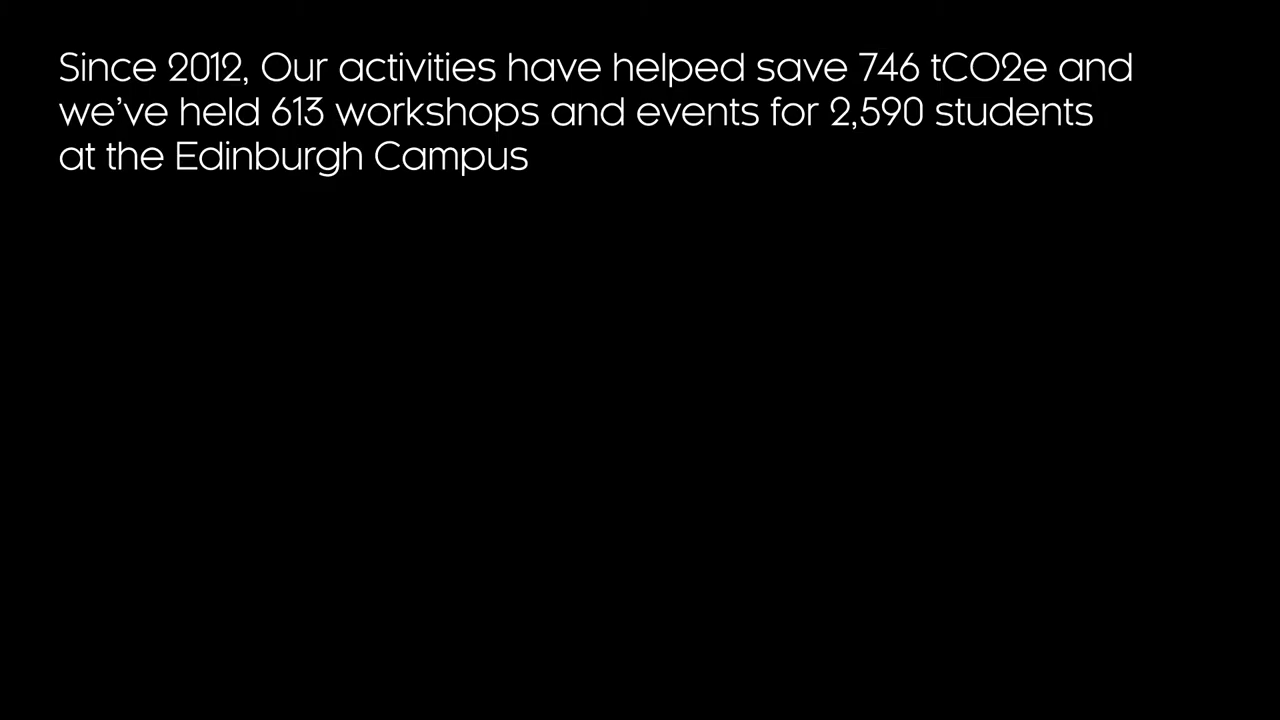 Since 2012, Our activities have helped save 746 tCO2e and
we’ve held 613 workshops and events for 2,590 students
at the Edinburgh Campus